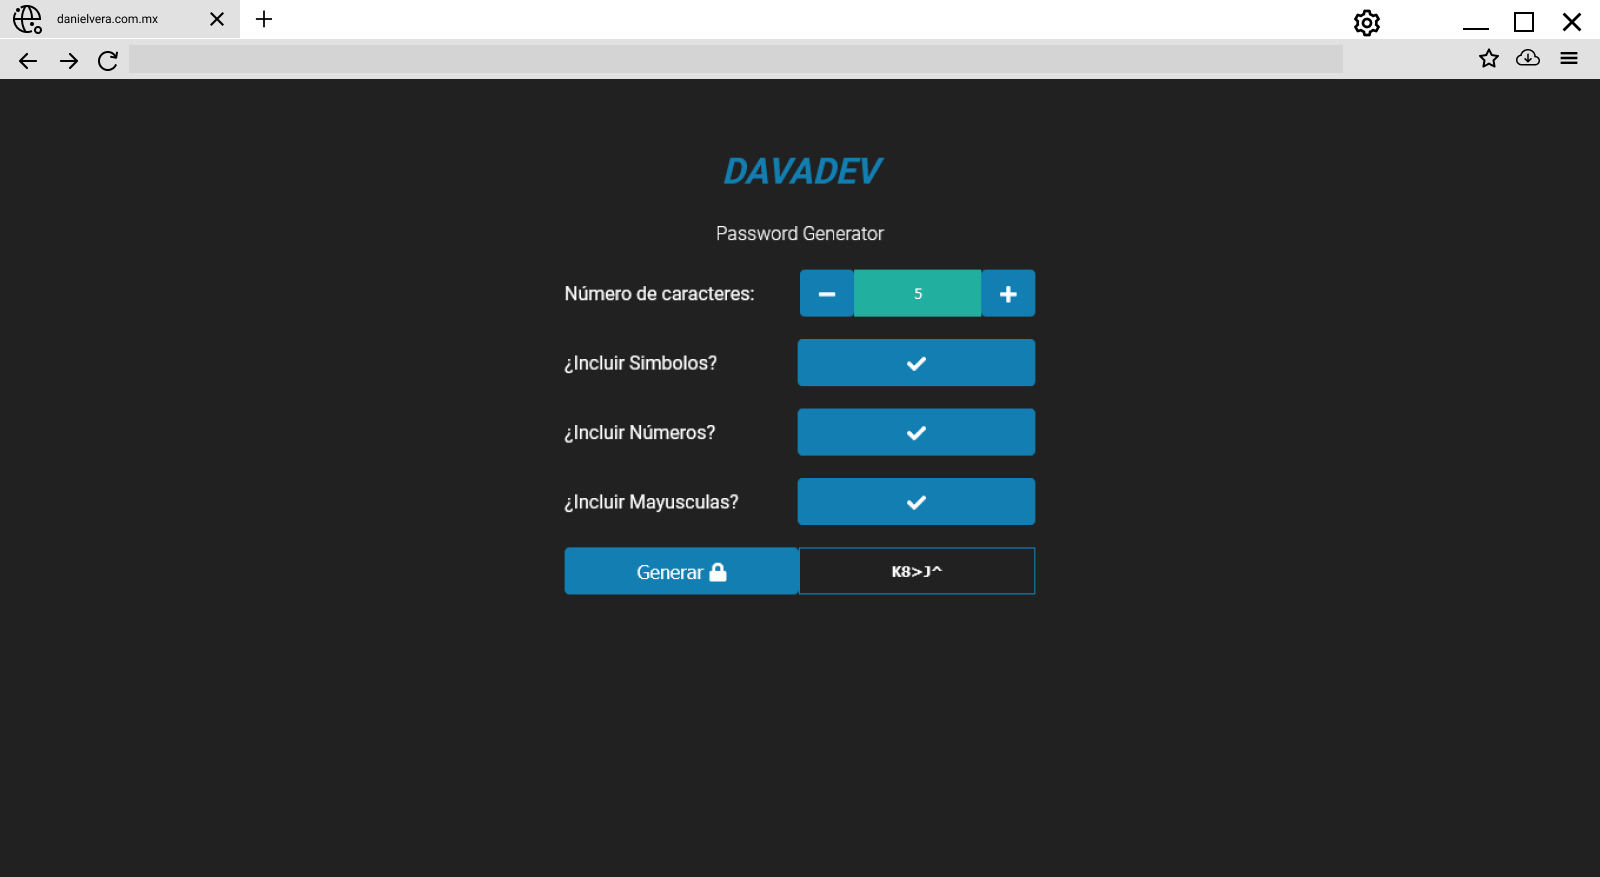 danielvera.com.mx
DAVADEV
Password Generator
Número de caracteres: 5
¿Incluir Simbolos?
¿Incluir Números?
¿Incluir Mayusculas?
Generar K8>J^